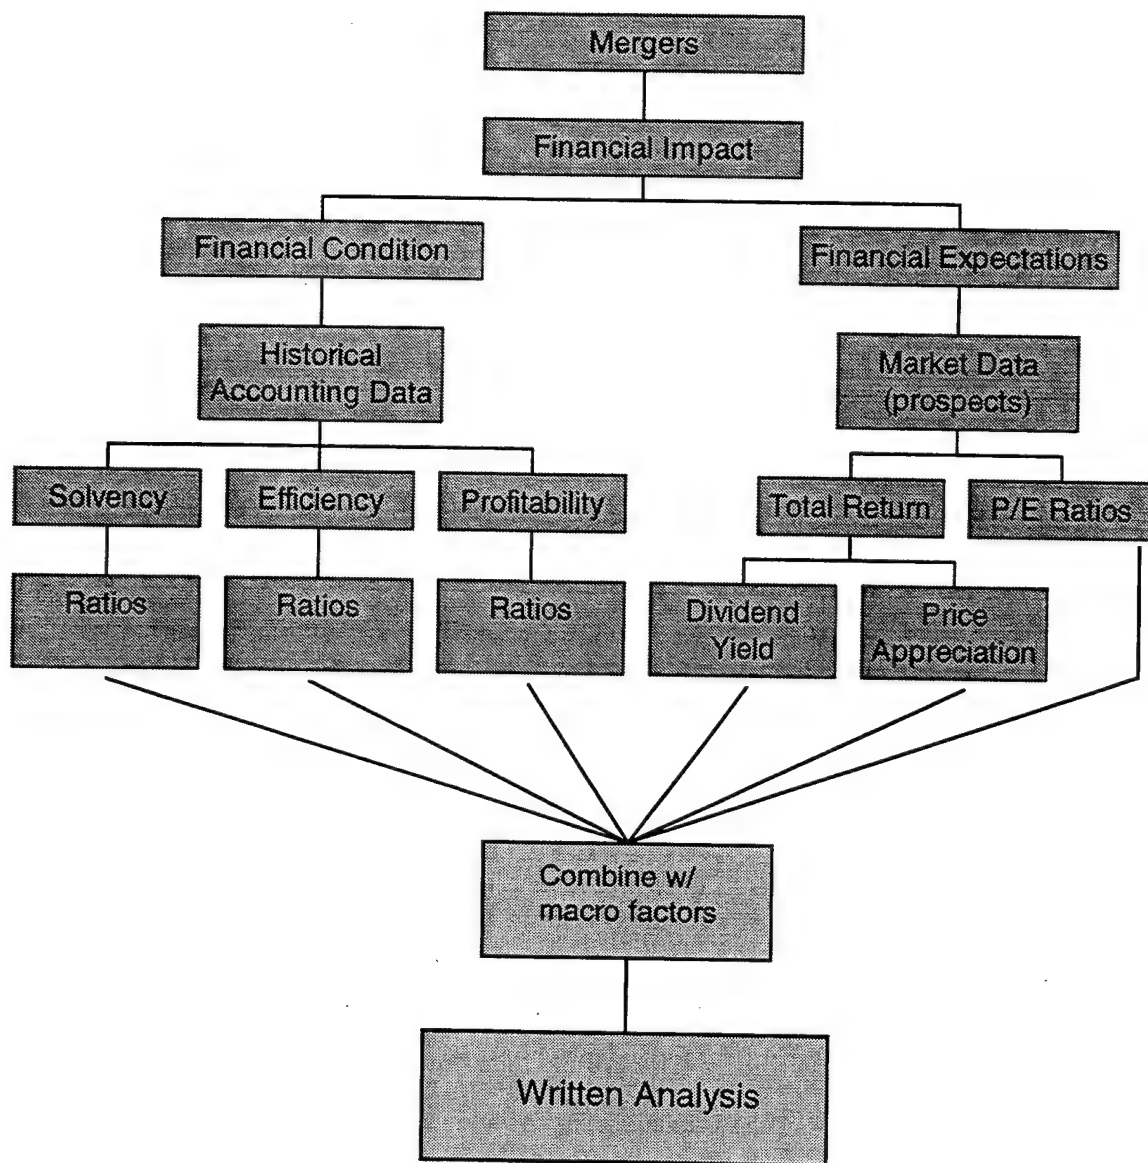 Mergers
Financial Impact
Financial Condition
Financial Expectations
Historical
Accounting Data
Market Data
(prospects)
Solvency
Efficiency
Profitability
Total Return
P/E Ratios
Ratios
Ratios
Ratios
Dividend
Yield
Price
Appreciation
Combine w/
macro factors
Written Analysis